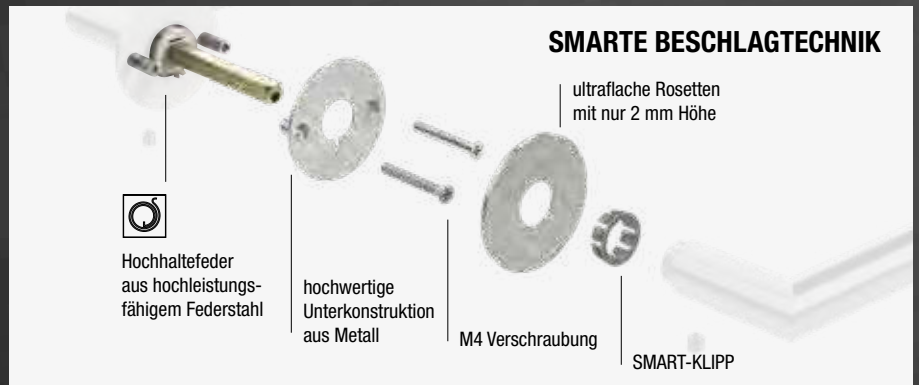 SMARTE BESCHLAGTECHNIK
ultraflache Rosetten
mit nur 2 mm Höhe
Hochhaltefeder
aus hochleistungs-
fähigem Federstahl
hochwertige
Unterkonstruktion
aus Metall
M4 Verschraubung
SMART-KLIPP